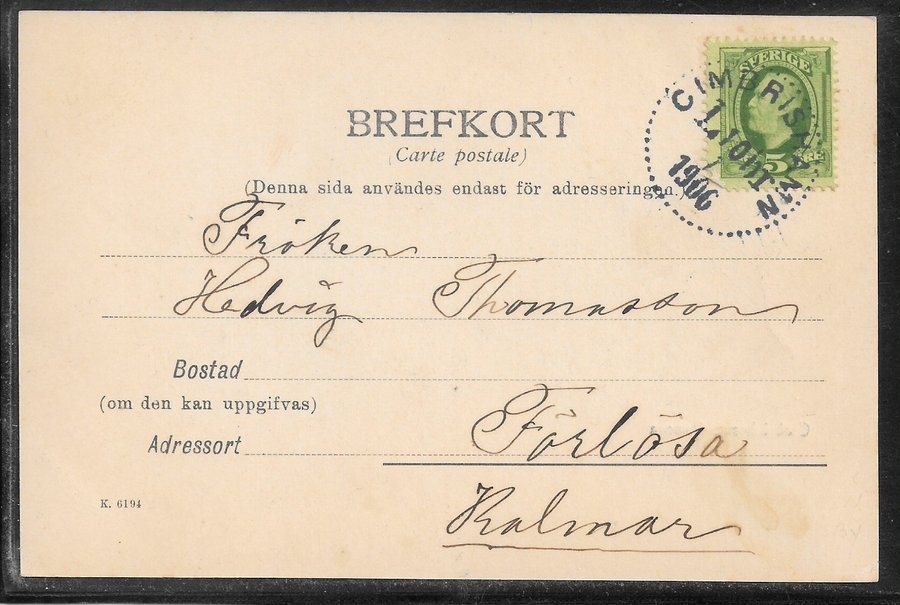 SVERIGE
5 ÖRE
CIMBRISHAMN
1906
BREFKORT
(Carte postale)
(Denna sida användes endast för adresseringen.)
Fröken
Hedvig Thomasson
Bostad
(om den kan uppgifvas)
Förlösa
Adressort
K. 6194
Kalmar